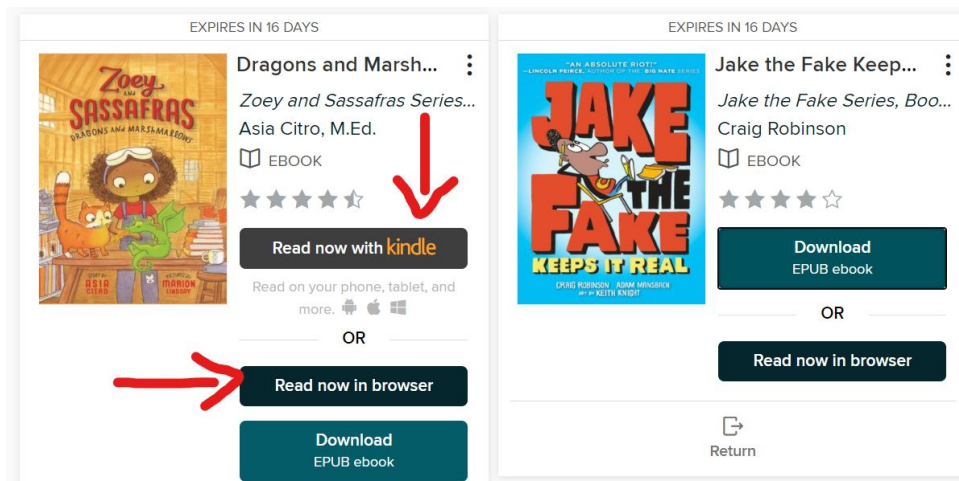 EXPIRES IN 16 DAYS
Zoey
AND
SASSAFRAS
DRAGONS AND MARSHMALLOWS
STORY BY
ASIA
CITRO
PICTURES BY
MARION
LINDSAY
Dragons and Marsh...
Zoey and Sassafras Series...
Asia Citro, M.Ed.
EBOOK
Read now with kindle
Read on your phone, tablet, and
more.
OR
Read now in browser
Download
EPUB ebook
EXPIRES IN 16 DAYS
"AN ABSOLUTE RIOT!"
—LINCOLN PEIRCE, AUTHOR OF THE BIG NATE SERIES
JAKE
THE
FAKE
KEEPS IT REAL
CRAIG ROBINSON ADAM MANSBACH
ART BY KEITH KNIGHT
Jake the Fake Keep...
Jake the Fake Series, Boo...
Craig Robinson
EBOOK
Download
EPUB ebook
OR
Read now in browser
Return